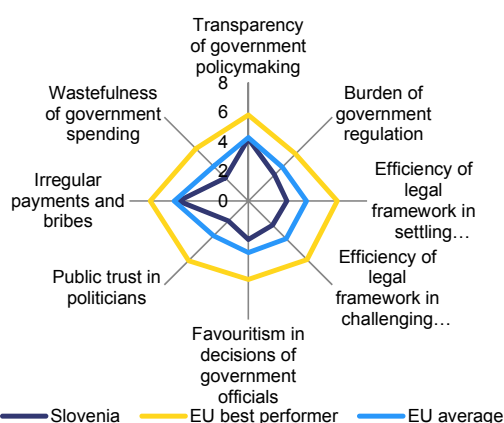 Transparency
of government
policymaking
8
6
4
2
0
Burden of
government
regulation
Efficiency of
legal
framework in
settling…
Efficiency of
legal
framework in
challenging…
Favouritism in
decisions of
government
officials
Public trust in
politicians
Irregular
payments and
bribes
Wastefulness
of government
spending
Slovenia
EU best performer
EU average